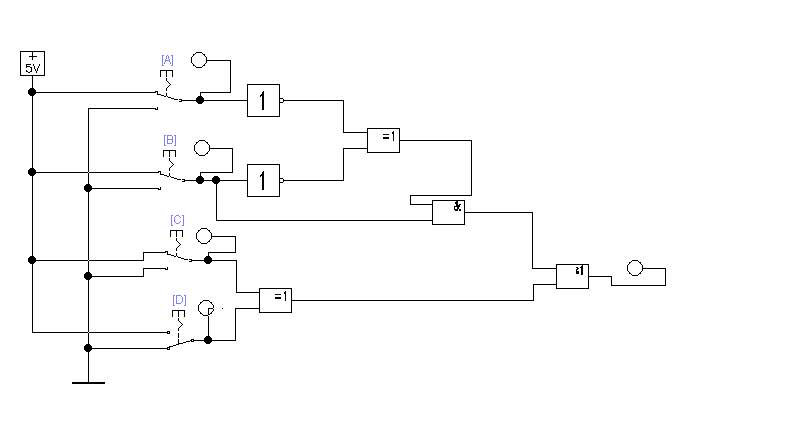 [A]
+
5V
1
[B]
=1
1
&
[C]
≥1
=1
[D]